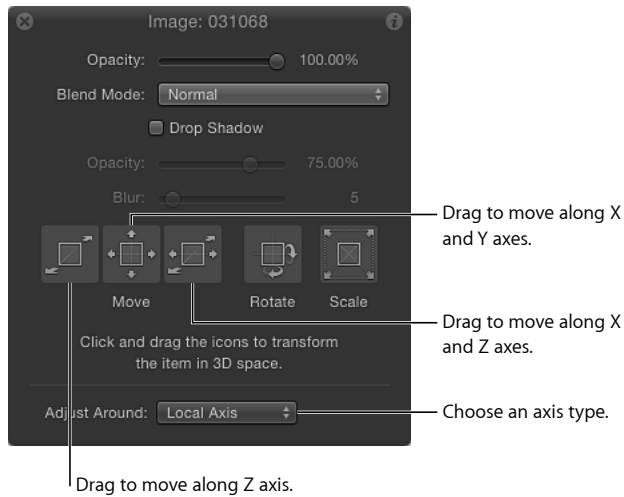 Image: 031068
Opacity: 100.00%
Blend Mode: Normal
Drop Shadow
Opacity: 75.00%
Blur: 5
Drag to move along X
and Y axes.
Move Rotate Scale
Drag to move along X
and Z axes.
Click and drag the icons to transform
the item in 3D space.
Adjust Around: Local Axis
Choose an axis type.
Drag to move along Z axis.